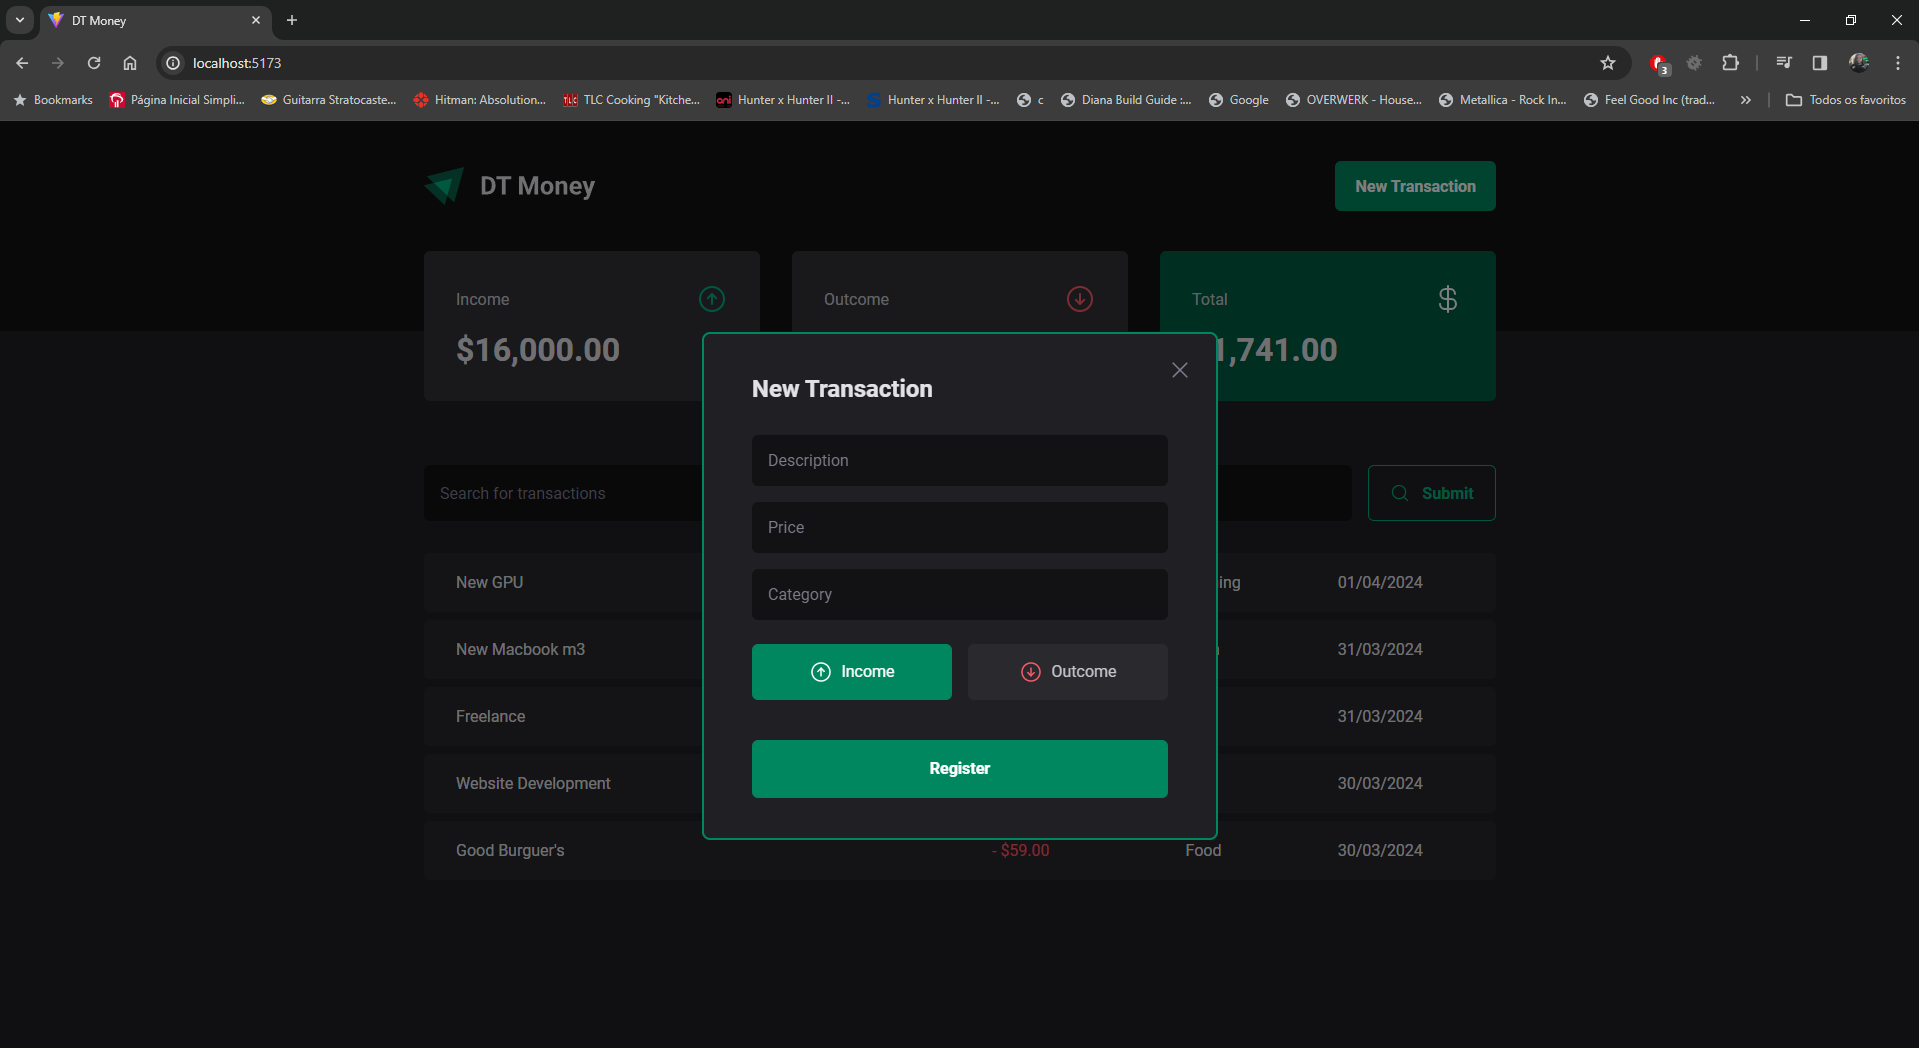 DT Money
localhost:5173
3
Bookmarks Página Inicial Simpli... Guitarra Stratocaste... Hitman: Absolution... TLC Cooking "Kitche... Hunter x Hunter II -... Hunter x Hunter II -... c Diana Build Guide :... Google OVERWERK - House... Metallica - Rock In... Feel Good Inc (trad... Todos os favoritos
DT Money New Transaction
Income Outcome Total $
$16,000.00 1,741.00
New Transaction
Description
Search for transactions Submit
Price
New GPU ing 01/04/2024
Category
New Macbook m3 31/03/2024
Income Outcome
Freelance 31/03/2024
Register
Website Development 30/03/2024
Good Burguer's - $59.00 Food 30/03/2024